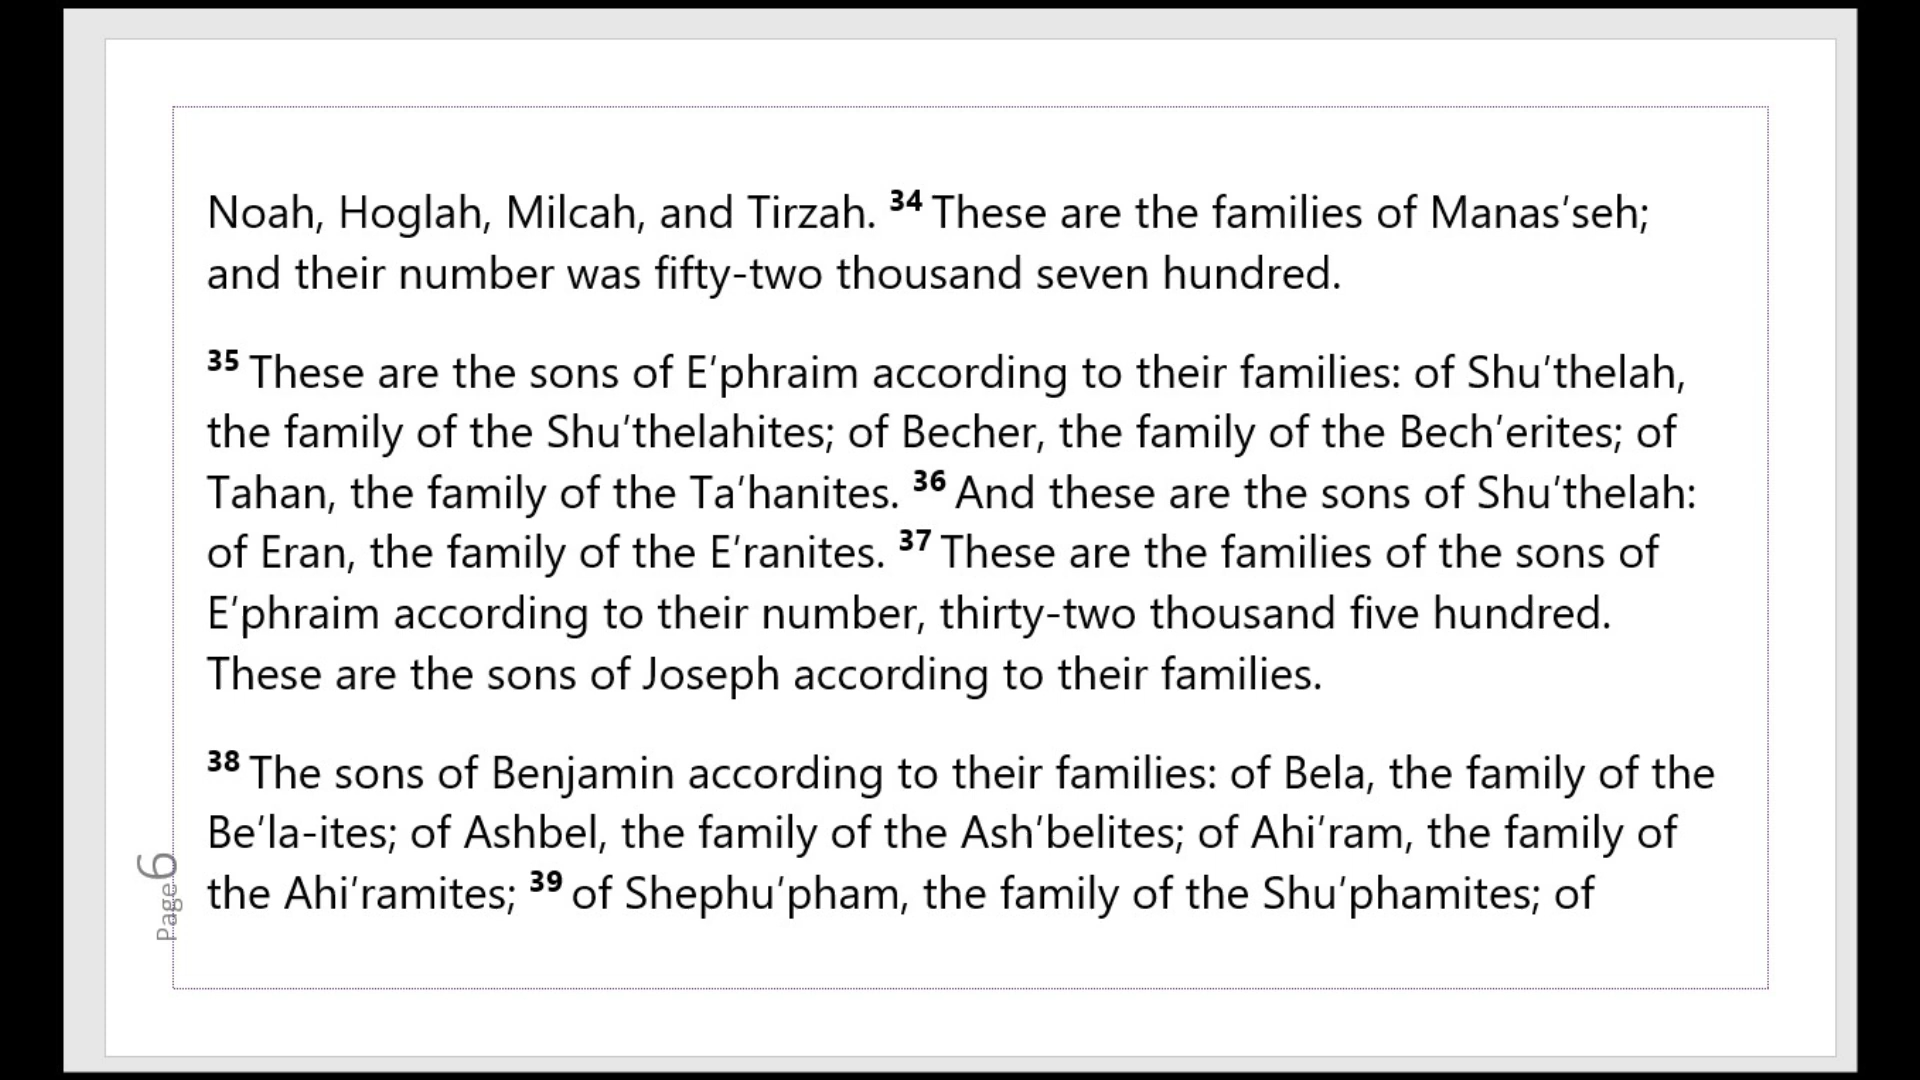 Noah, Hoglah, Milcah, and Tirzah. 34 These are the families of Manas′seh;
and their number was fifty-two thousand seven hundred.
35 These are the sons of E′phraim according to their families: of Shu′thelah,
the family of the Shu′thelahites; of Becher, the family of the Bech′erites; of
Tahan, the family of the Ta′hanites. 36 And these are the sons of Shu′thelah:
of Eran, the family of the E′ranites. 37 These are the families of the sons of
E′phraim according to their number, thirty-two thousand five hundred.
These are the sons of Joseph according to their families.
38 The sons of Benjamin according to their families: of Bela, the family of the
Be′la-ites; of Ashbel, the family of the Ash′belites; of Ahi′ram, the family of
the Ahi′ramites; 39 of Shephu′pham, the family of the Shu′phamites; of
Page 6